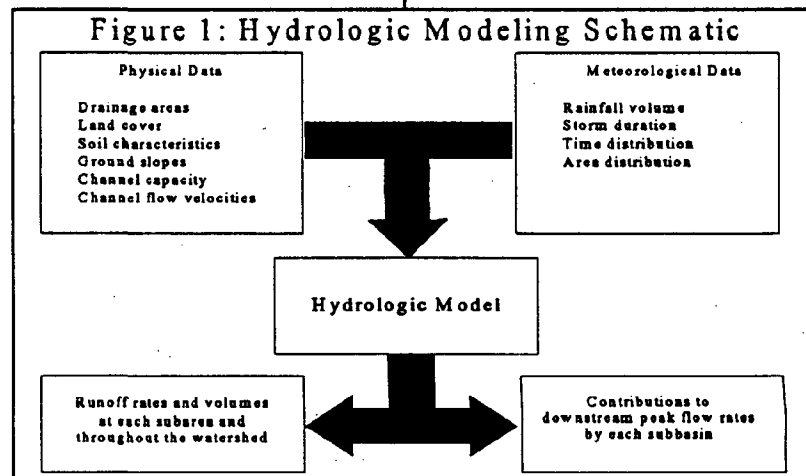 Figure 1: Hydrologic Modeling Schematic
Physical Data
Drainage areas
Land cover
Soil characteristics
Ground slopes
Channel capacity
Channel flow velocities
Meteorological Data
Rainfall volume
Storm duration
Time distribution
Area distribution
Hydrologic Model
Runoff rates and volumes
at each subarea and
throughout the watershed
Contributions to
downstream peak flow rates
by each subbasin